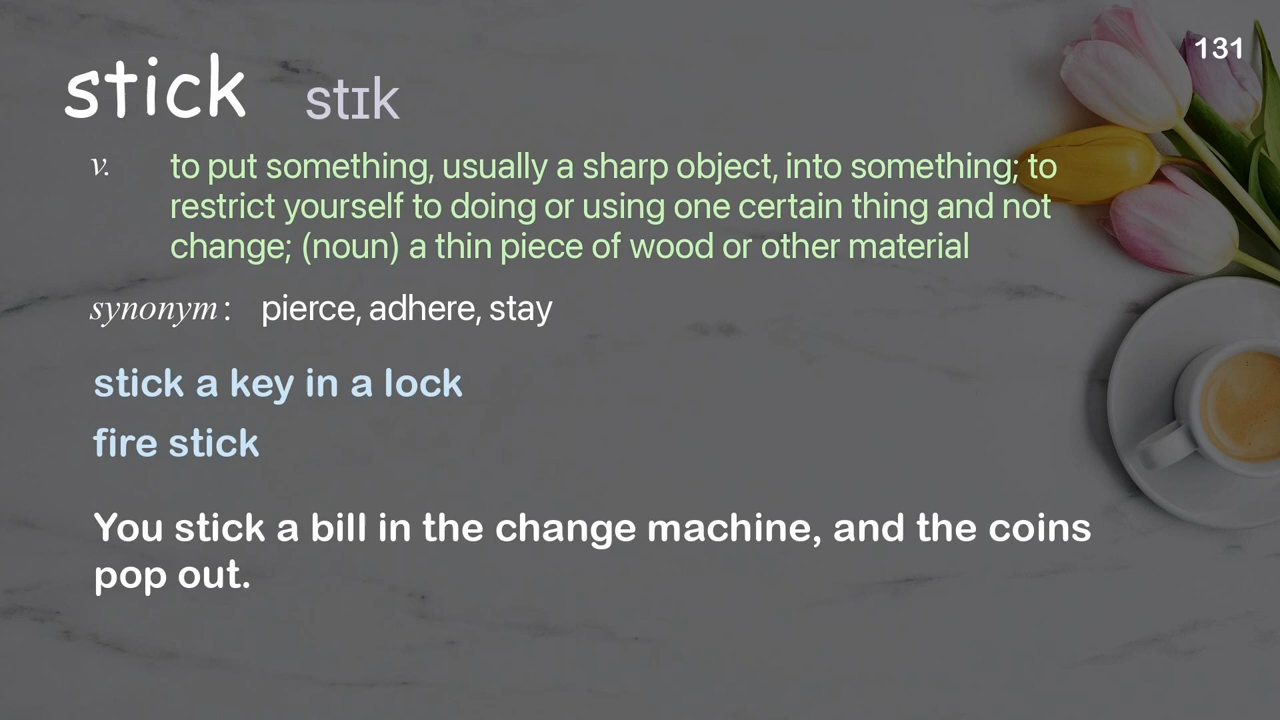 131
stick stɪk
v. to put something, usually a sharp object, into something; to
restrict yourself to doing or using one certain thing and not
change; (noun) a thin piece of wood or other material
synonym: pierce, adhere, stay
stick a key in a lock
fire stick
You stick a bill in the change machine, and the coins
pop out.